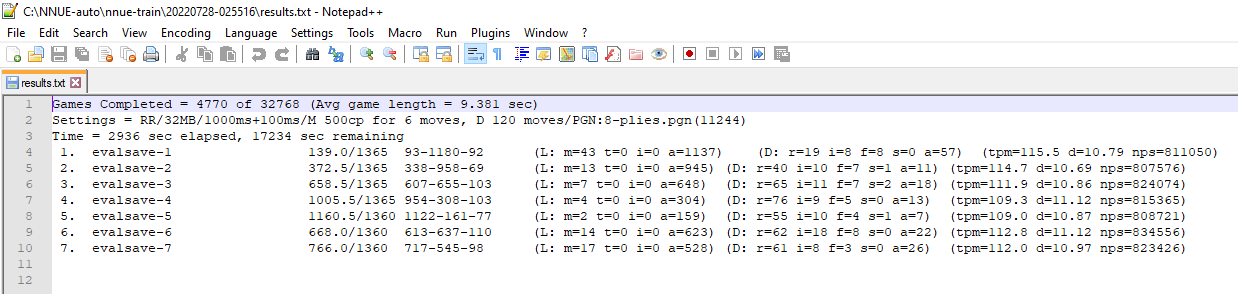 C:\NNUE-auto\nnue-train\20220728-025516\results.txt - Notepad++
File Edit Search View Encoding Language Settings Tools Macro Run Plugins Window ?
results.txt
1 Games Completed = 4770 of 32768 (Avg game length = 9.381 sec)
2 Settings = RR/32MB/1000ms+100ms/M 500cp for 6 moves, D 120 moves/PGN:8-plies.pgn(11244)
3 Time = 2936 sec elapsed, 17234 sec remaining
4 1. evalsave-1 139.0/1365 93-1180-92 (L: m=43 t=0 i=0 a=1137) (D: r=19 i=8 f=8 s=0 a=57) (tpm=115.5 d=10.79 nps=811050)
5 2. evalsave-2 372.5/1365 338-958-69 (L: m=13 t=0 i=0 a=945) (D: r=40 i=10 f=7 s=1 a=11) (tpm=114.7 d=10.69 nps=807576)
6 3. evalsave-3 658.5/1365 607-655-103 (L: m=7 t=0 i=0 a=648) (D: r=65 i=11 f=7 s=2 a=18) (tpm=111.9 d=10.86 nps=824074)
7 4. evalsave-4 1005.5/1365 954-308-103 (L: m=4 t=0 i=0 a=304) (D: r=76 i=9 f=5 s=0 a=13) (tpm=109.3 d=11.12 nps=815365)
8 5. evalsave-5 1160.5/1360 1122-161-77 (L: m=2 t=0 i=0 a=159) (D: r=55 i=10 f=4 s=1 a=7) (tpm=109.0 d=10.87 nps=808721)
9 6. evalsave-6 668.0/1360 613-637-110 (L: m=14 t=0 i=0 a=623) (D: r=62 i=18 f=8 s=0 a=22) (tpm=112.8 d=11.12 nps=834556)
10 7. evalsave-7 766.0/1360 717-545-98 (L: m=17 t=0 i=0 a=528) (D: r=61 i=8 f=3 s=0 a=26) (tpm=112.0 d=10.97 nps=823426)
11
12